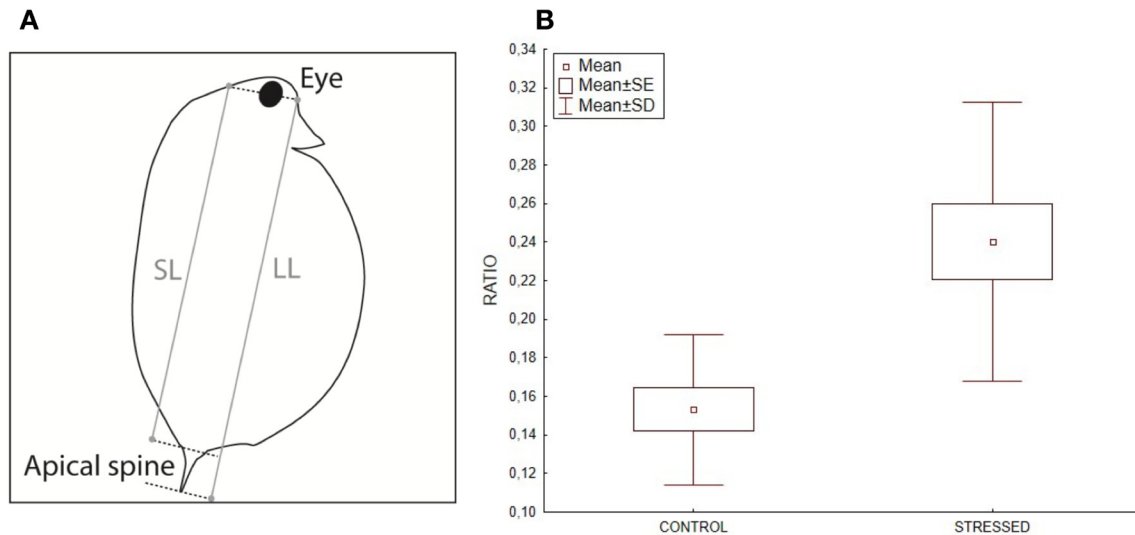 A
Eye
SL
LL
Apical spine
B
0,34
0,32
0,30
0,28
0,26
0,24
0,22
0,20
0,18
0,16
0,14
0,12
0,10
RATIO
Mean
Mean±SE
Mean±SD
CONTROL
STRESSED